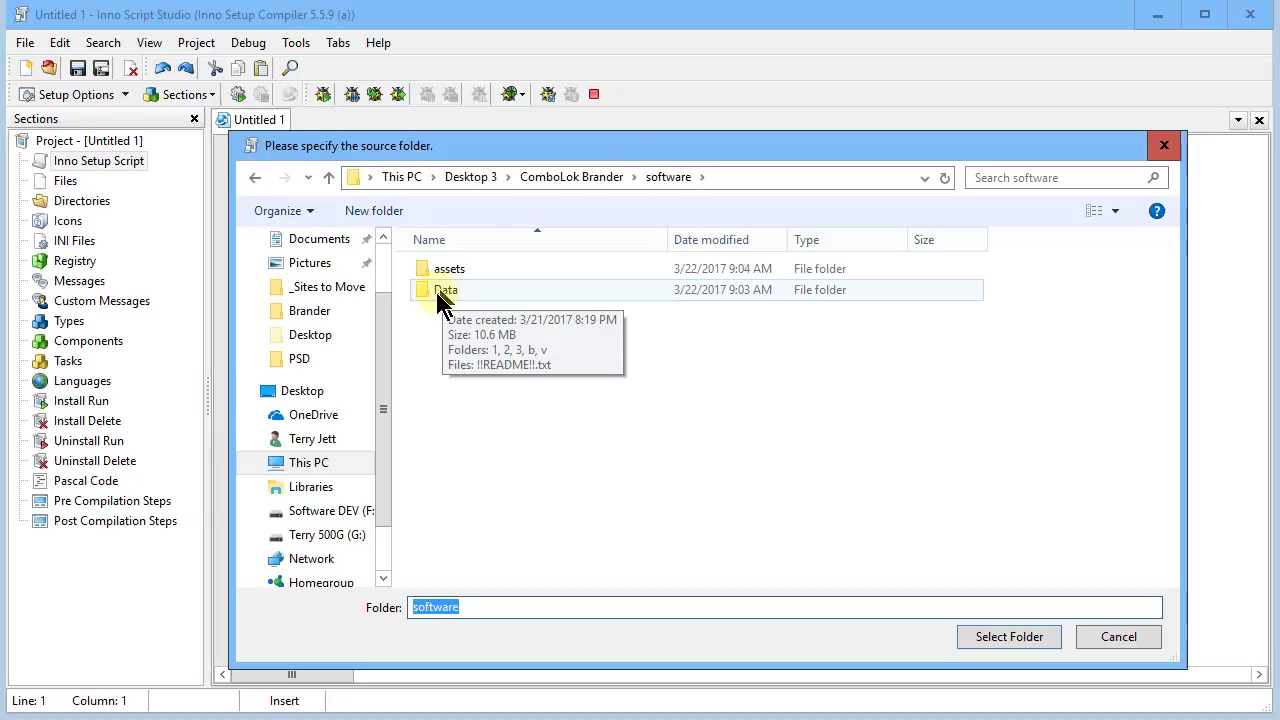 Untitled 1 - Inno Script Studio (Inno Setup Compiler 5.5.9 (a))
File Edit Search View Project Debug Tools Tabs Help
Setup Options Sections
Sections
Untitled 1
Project - [Untitled 1]
Inno Setup Script
Files
Directories
Icons
INI Files
Registry
Messages
Custom Messages
Types
Components
Tasks
Languages
Install Run
Install Delete
Uninstall Run
Uninstall Delete
Pascal Code
Pre Compilation Steps
Post Compilation Steps
Please specify the source folder.
This PC > Desktop 3 > ComboLok Brander > software >
Search software
Organize New folder
Documents
Pictures
_Sites to Move
Brander
Desktop
PSD
Desktop
OneDrive
Terry Jett
This PC
Libraries
Software DEV (F:
Terry 500G (G:)
Network
Homegroup
Name Date modified Type Size
assets 3/22/2017 9:04 AM File folder
Data 3/22/2017 9:03 AM File folder
Date created: 3/21/2017 8:19 PM
Size: 10.6 MB
Folders: 1, 2, 3, b, v
Files: !!README!!.txt
Folder: software
Select Folder Cancel
Line: 1 Column: 1 Insert